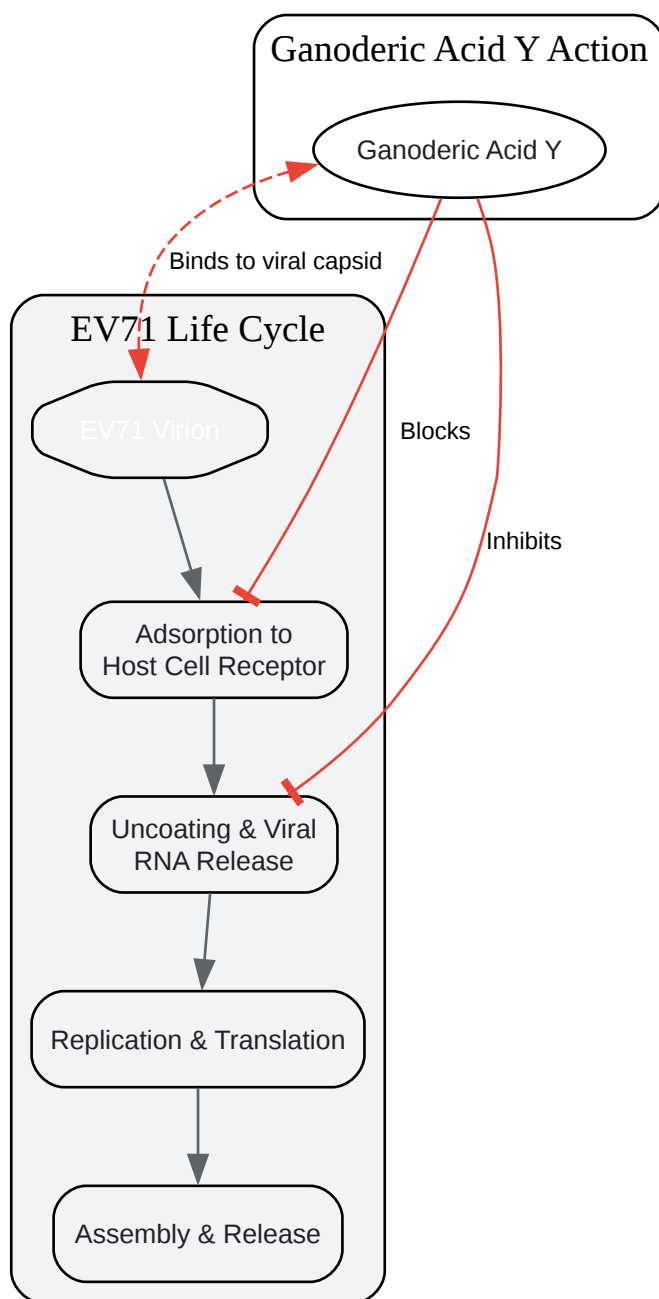 Ganoderic Acid Y Action
Ganoderic Acid Y
Binds to viral capsid
EV71 Life Cycle
EV71 Virion
Blocks
Inhibits
Adsorption to
Host Cell Receptor
Uncoating & Viral
RNA Release
Replication & Translation
Assembly & Release